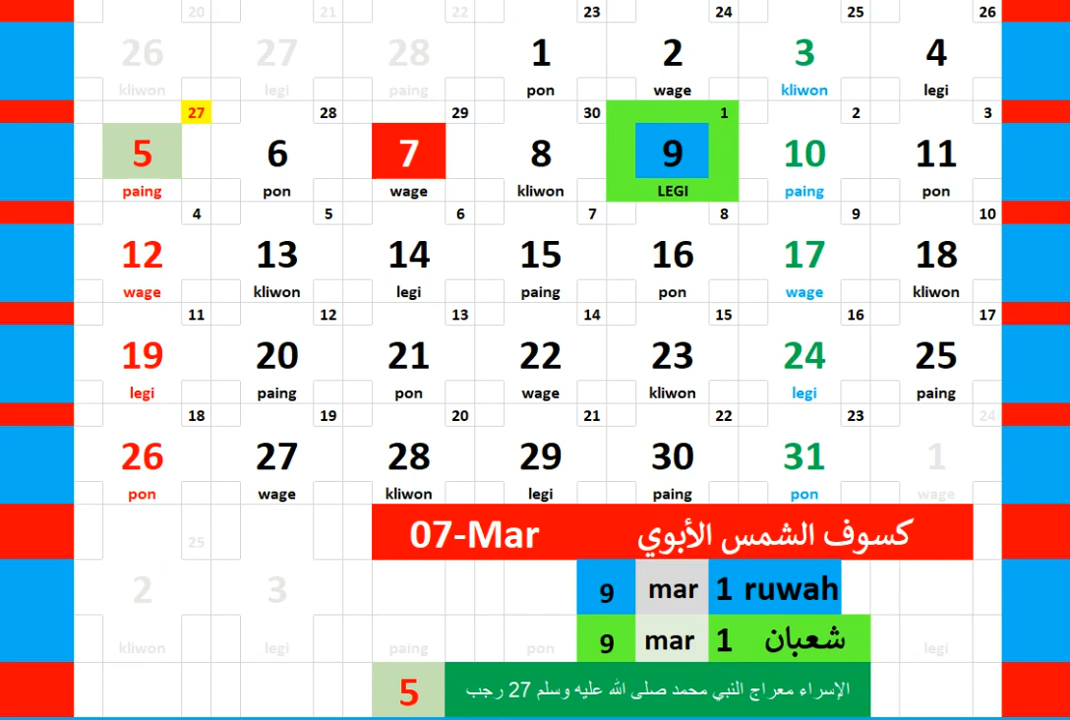 20 21 22 23 24 25 26
26 27 28 1 2 3 4
kliwon legi paing pon wage kliwon legi
27 28 29 30 1 2 3
5 6 7 8 9 10 11
paing pon wage kliwon LEGI paing pon
4 5 6 7 8 9 10
12 13 14 15 16 17 18
wage kliwon legi paing pon wage kliwon
11 12 13 14 15 16 17
19 20 21 22 23 24 25
legi paing pon wage kliwon legi paing
18 19 20 21 22 23 24
26 27 28 29 30 31 1
pon wage kliwon legi paing pon wage
07-Mar كسوف الشمس الأبوي
25
2 3 9 mar 1 ruwah
9 mar 1 شعبان
kliwon legi paing pon legi
5 الإسراء معراج النبي محمد صلى الله عليه وسلم 27 رجب